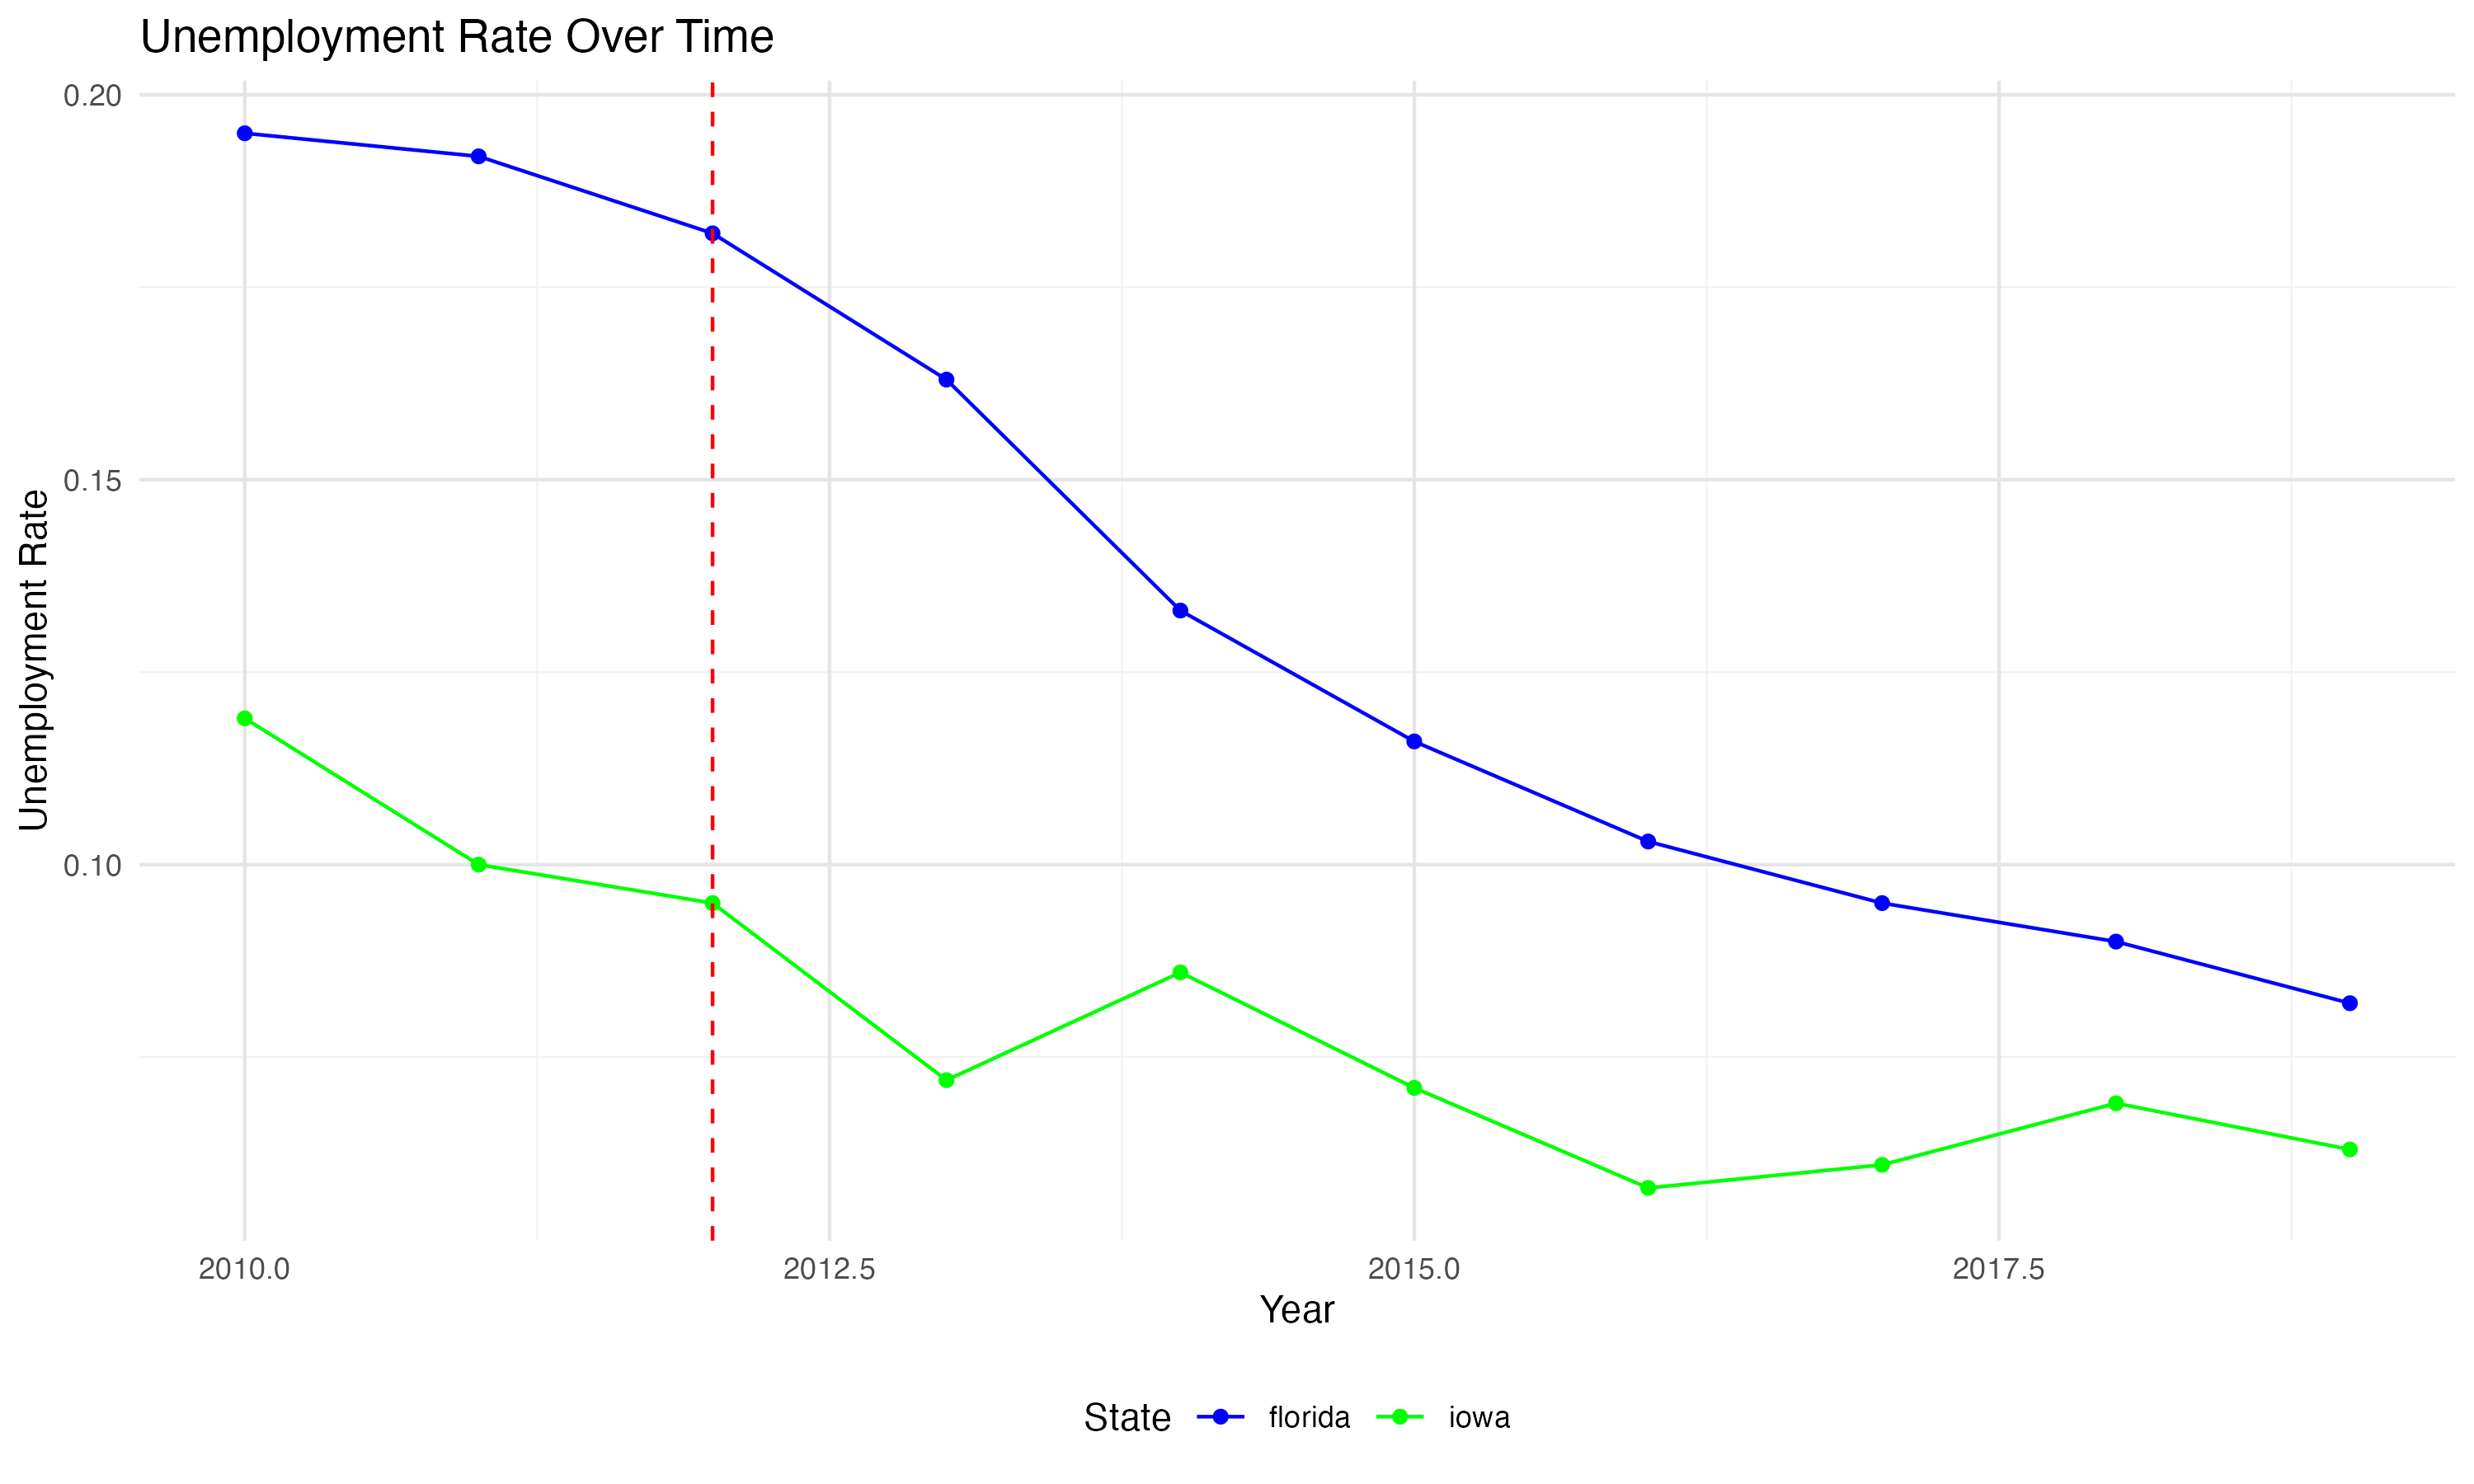 Unemployment Rate Over Time
Unemployment Rate
0.20
0.15
0.10
2010.0 2012.5 2015.0 2017.5
Year
State florida iowa